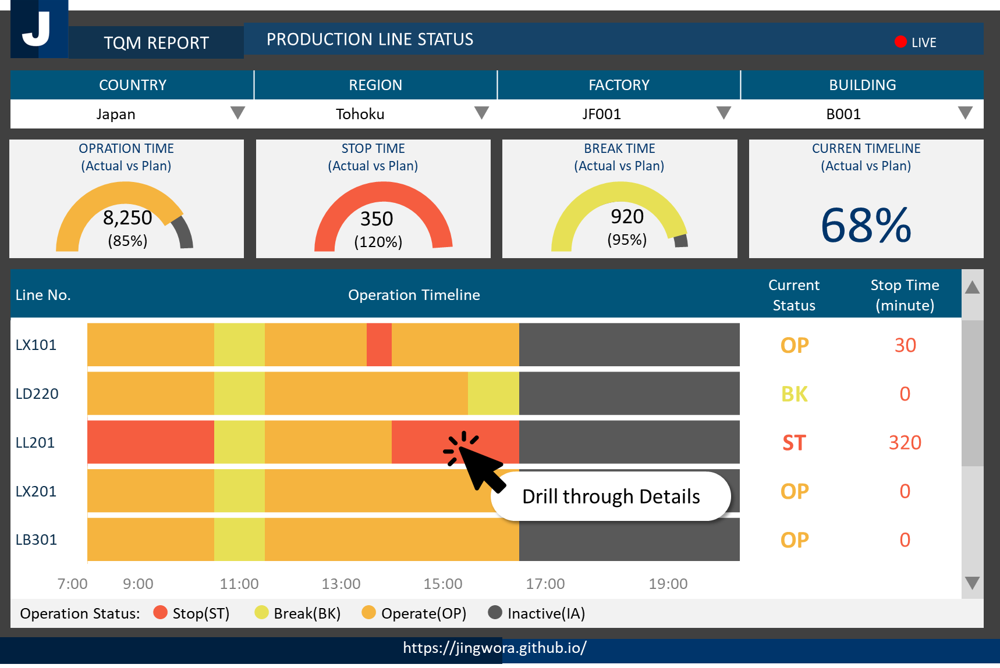 J
TQM REPORT
PRODUCTION LINE STATUS
LIVE
COUNTRY
REGION
FACTORY
BUILDING
Japan
Tohoku
JF001
B001
OPRATION TIME
(Actual vs Plan)
8,250
(85%)
STOP TIME
(Actual vs Plan)
350
(120%)
BREAK TIME
(Actual vs Plan)
920
(95%)
CURREN TIMELINE
(Actual vs Plan)
68%
Line No.
Operation Timeline
Current
Status
Stop Time
(minute)
LX101
OP
30
LD220
BK
0
LL201
ST
320
LX201
Drill through Details
OP
0
LB301
OP
0
7:00
9:00
11:00
13:00
15:00
17:00
19:00
Operation Status:
Stop(ST)
Break(BK)
Operate(OP)
Inactive(IA)
https://jingwora.github.io/